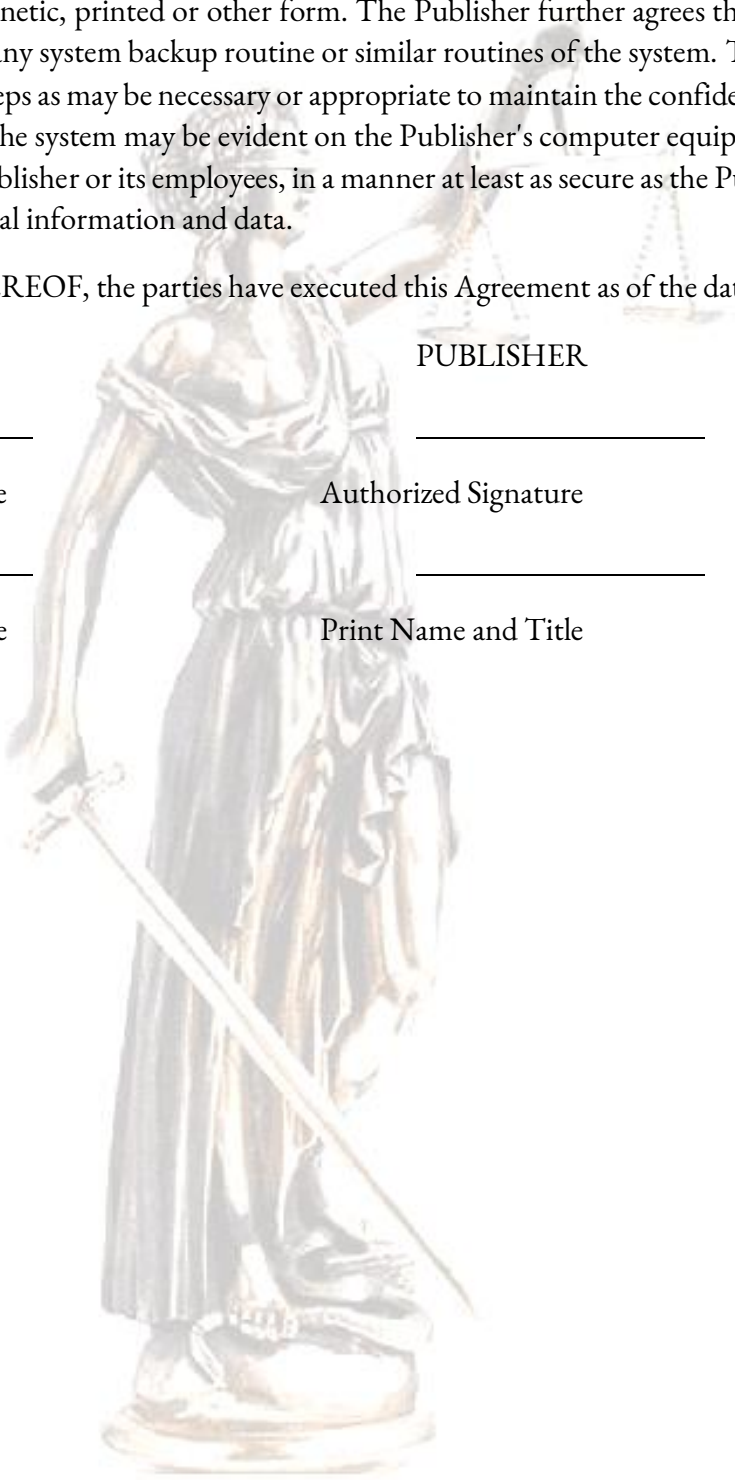 netic, printed or other form. The Publisher further agrees th
any system backup routine or similar routines of the system. T
eps as may be necessary or appropriate to maintain the confide
he system may be evident on the Publisher's computer equip
blisher or its employees, in a manner at least as secure as the Pu
al information and data.
EREOF, the parties have executed this Agreement as of the dat
PUBLISHER
e Authorized Signature
e Print Name and Title